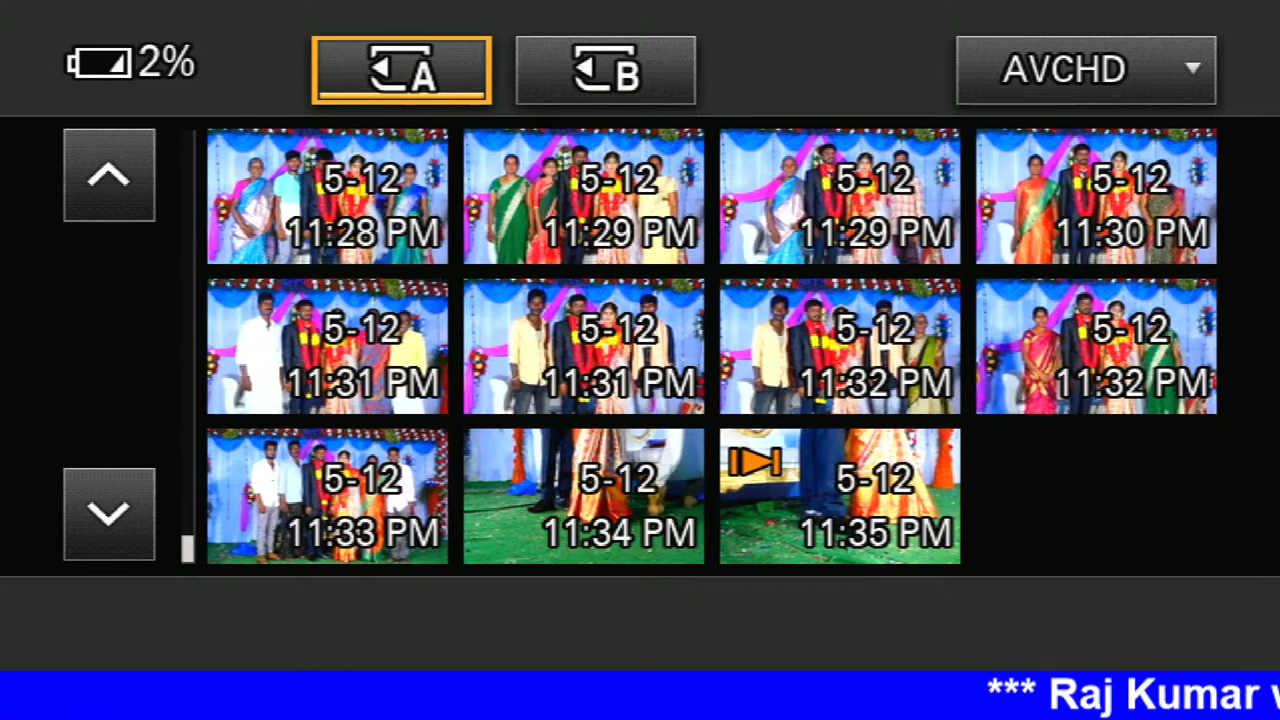 2% A B AVCHD
5-12 5-12 5-12 5-12
11:28 PM 11:29 PM 11:29 PM 11:30 PM
5-12 5-12 5-12 5-12
11:31 PM 11:31 PM 11:32 PM 11:32 PM
5-12 5-12 5-12
11:33 PM 11:34 PM 11:35 PM
*** Raj Kumar